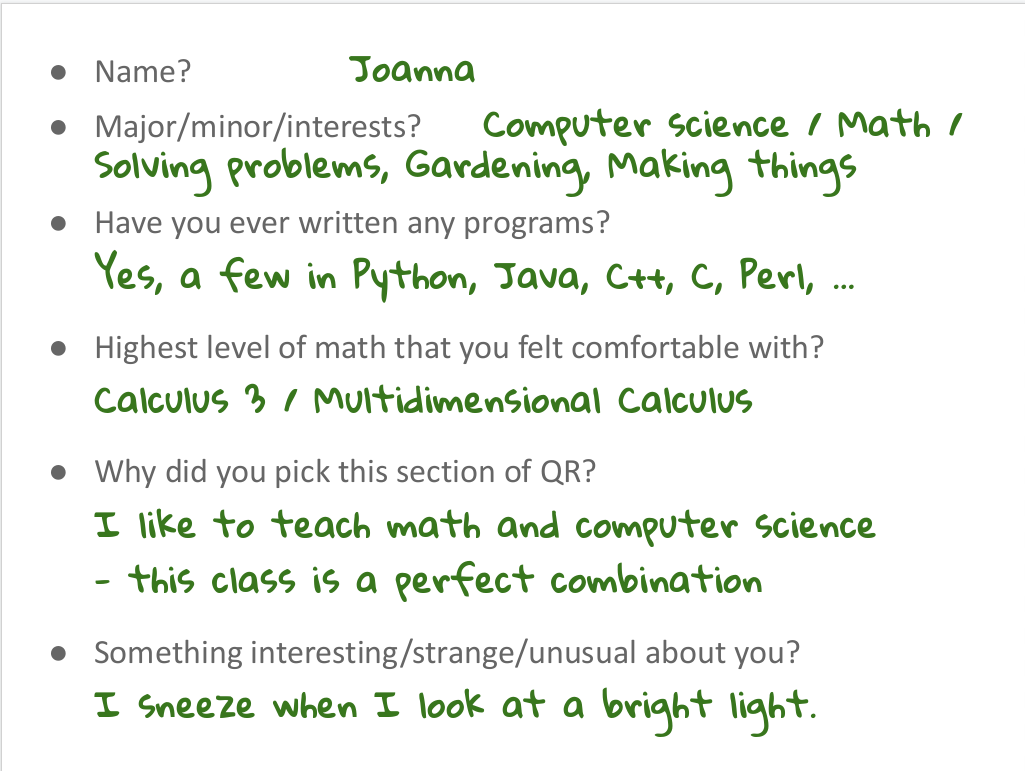 ● Name? Joanna
● Major/minor/interests? Computer science / Math /
Solving problems, Gardening, Making things
● Have you ever written any programs?
Yes, a few in Python, Java, C++, C, Perl, ...
● Highest level of math that you felt comfortable with?
Calculus 3 / Multidimensional Calculus
● Why did you pick this section of QR?
I like to teach math and computer science
- this class is a perfect combination
● Something interesting/strange/unusual about you?
I sneeze when I look at a bright light.